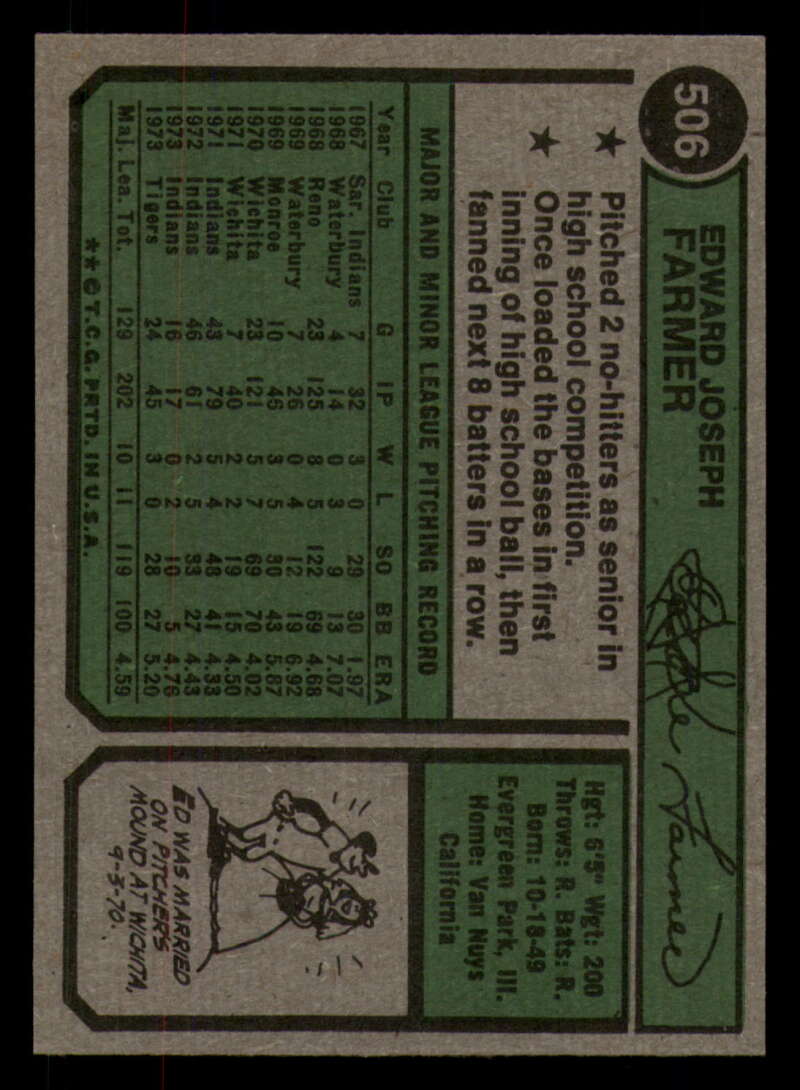 506
EDWARD JOSEPH
FARMER
★ Pitched 2 no-hitters as senior in
high school competition.
★ Once loaded the bases in first
inning of high school ball, then
fanned next 8 batters in a row.
MAJOR AND MINOR LEAGUE PITCHING RECORD
Year Club G IP W L SO BB ERA
1967 Sar. Indians 7 32 3 0 29 30 1.97
1968 Waterbury 4 14 0 3 9 13 7.07
1968 Reno 23 125 8 5 122 69 4.68
1969 Waterbury 7 26 0 4 12 19 6.92
1969 Monroe 10 46 3 5 30 43 5.87
1970 Wichita 23 121 5 7 69 70 4.02
1971 Wichita 7 40 2 2 19 15 4.50
1971 Indians 43 79 5 4 48 41 4.33
1972 Indians 46 61 2 5 33 27 4.43
1973 Indians 16 17 0 2 10 5 4.76
1973 Tigers 24 45 3 0 28 27 5.20
Maj. Lea. Tot. 129 202 10 11 119 100 4.59
**©T.C.G. PRTD. IN U.S.A.
Hgt: 6'5" Wgt: 200
Throws: R. Bats: R.
Born: 10-18-49
Evergreen Park, Ill.
Home: Van Nuys
California
ED WAS MARRIED
ON PITCHER'S
MOUND AT WICHITA,
9-3-70.